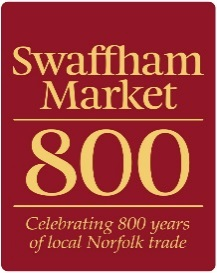 Swaffham
Market
800
Celebrating 800 years
of local Norfolk trade